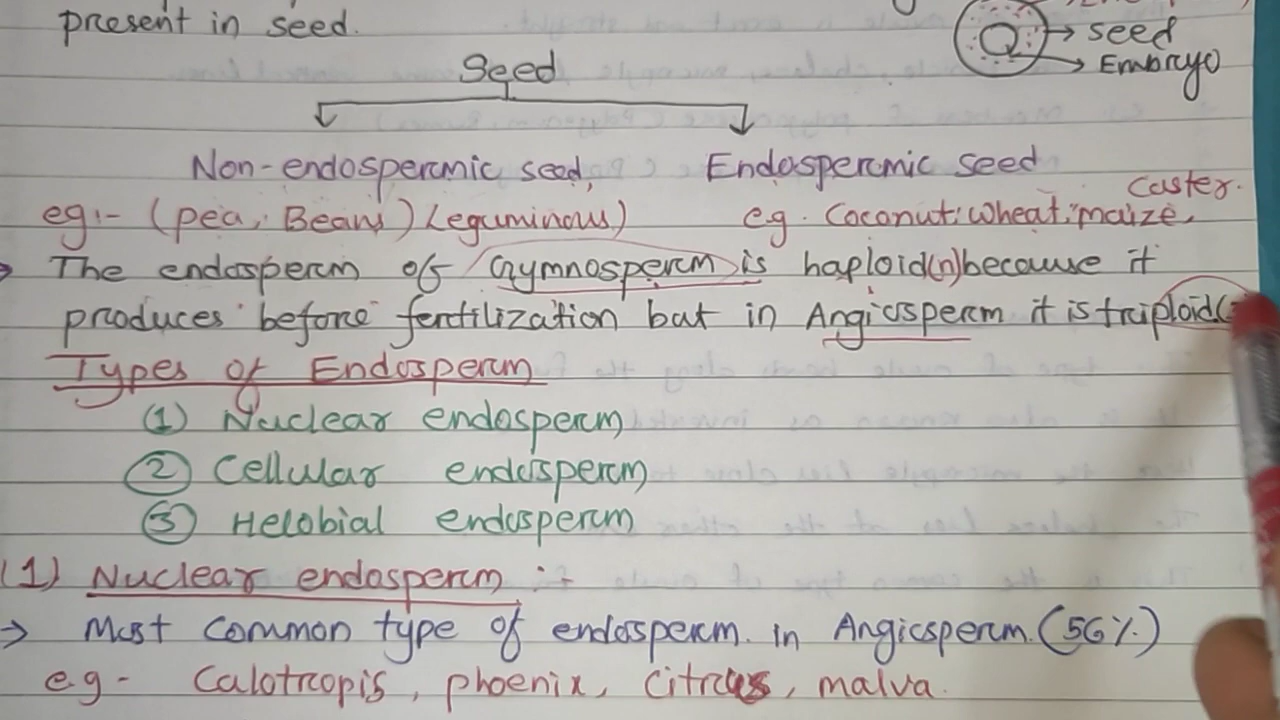 present in seed.
→ seed
→ Embryo
Seed
Non-endospermic seed, Endospermic seed
caster.
eg:- (pea, Beans) Leguminous) e.g. Coconut, wheat, maize,
The endosperm of Gymnosperm is haploid(n) because it
produces before fertilization but in Angiosperm it is triploid(
Types of Endosperm
(1) Nuclear endosperm
(2) Cellular endosperm
(3) Helobial endosperm
(1) Nuclear endosperm :-
→ Most common type of endosperm in Angiosperm. (56%)
e.g - Calotropis, phoenix, citrus, malva.